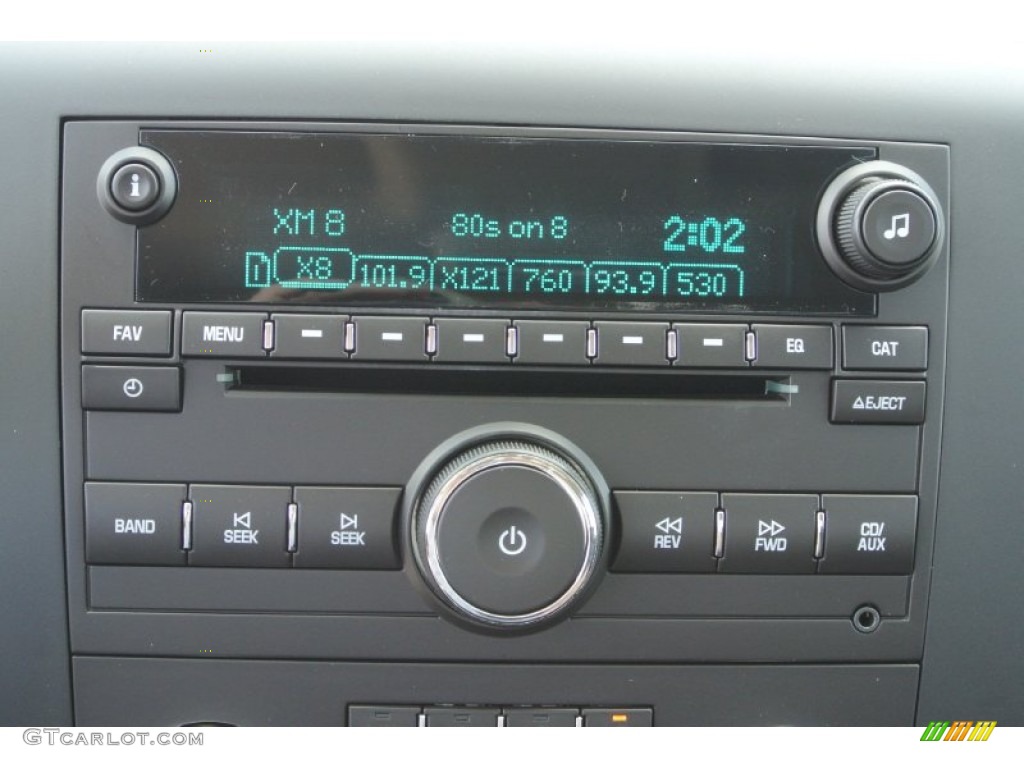 XM 8 80s on 8 2:02
1 X8 101.9 X121 760 93.9 530
FAV MENU EQ CAT
EJECT
BAND SEEK SEEK REV FWD CD/
AUX
GTCARLOT.COM